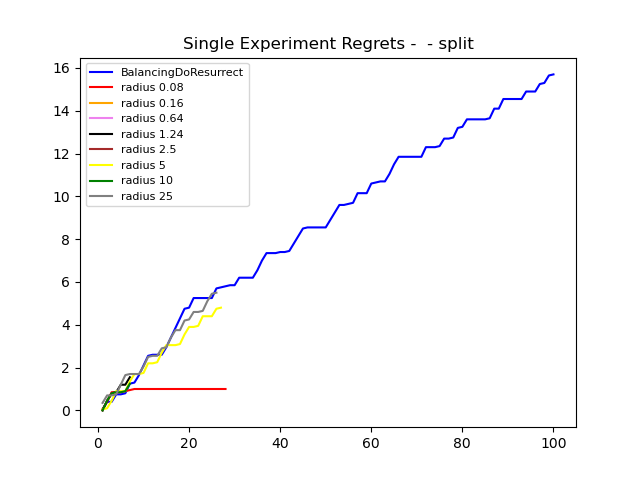 Single Experiment Regrets -  - split
16
14
12
10
8
6
4
2
0
BalancingDoResurrect
radius 0.08
radius 0.16
radius 0.64
radius 1.24
radius 2.5
radius 5
radius 10
radius 25
0 20 40 60 80 100